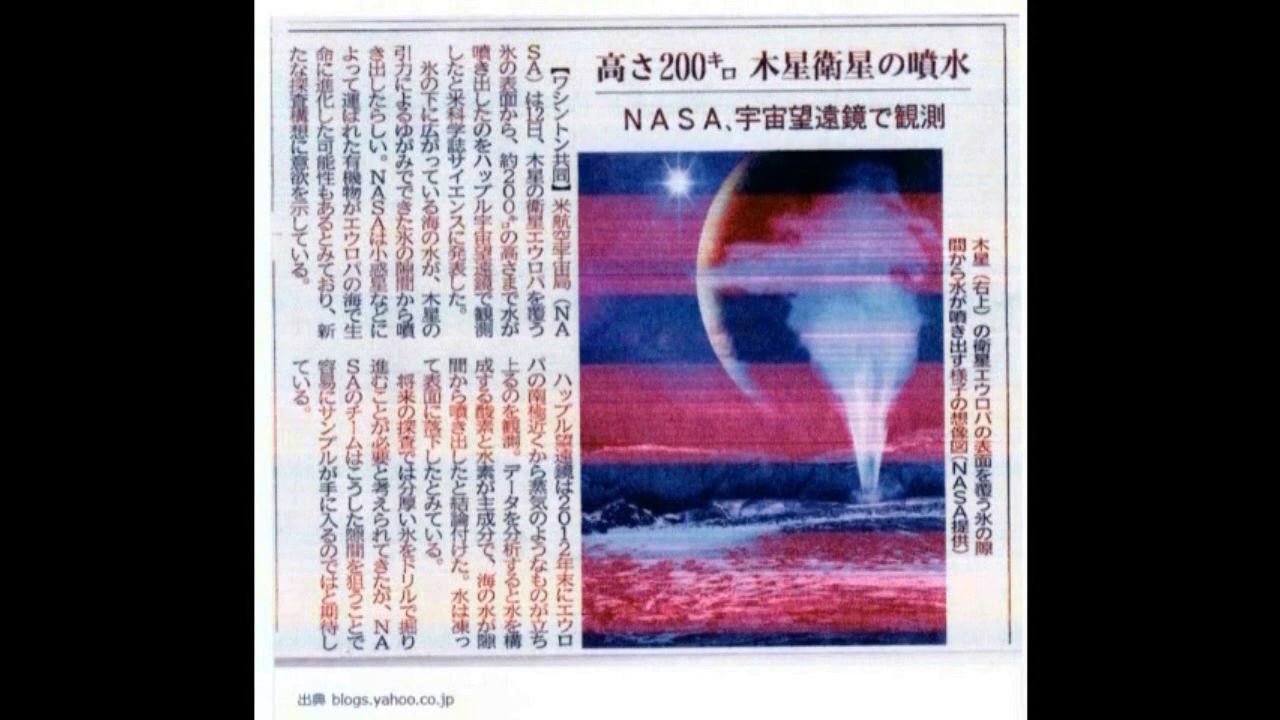 高さ200㌔ 木星衛星の噴水
NASA、宇宙望遠鏡で観測
木星（右上）の衛星エウロパの表面を覆う氷の隙
間から水が噴き出す様子の想像図（NASA提供）
【ワシントン共同】米航空宇宙局（NA
SA）は12日、木星の衛星エウロパを覆う
氷の表面から、約200㌔の高さまで水が
噴き出したのをハッブル宇宙望遠鏡で観測
したと米科学誌サイエンスに発表した。
氷の下に広がっている海の水が、木星の
引力によるゆがみでできた氷の隙間から噴
き出したらしい。NASAは小惑星などに
よって運ばれた有機物がエウロパの海で生
命に進化した可能性もあるとみており、新
たな探査構想に意欲を示している。
ハッブル望遠鏡は2012年末にエウロ
パの南極近くから蒸気のようなものが立ち
上るのを観測。データを分析すると水を構
成する酸素と水素が主成分で、海の水が隙
間から噴き出したと結論付けた。水は凍っ
て表面に落下したとみている。
将来の探査では分厚い氷をドリルで掘り
進むことが必要と考えられてきたが、NA
SAのチームはこうした隙間を狙うことで
容易にサンプルが手に入るのではと期待し
ている。
出典 blogs.yahoo.co.jp